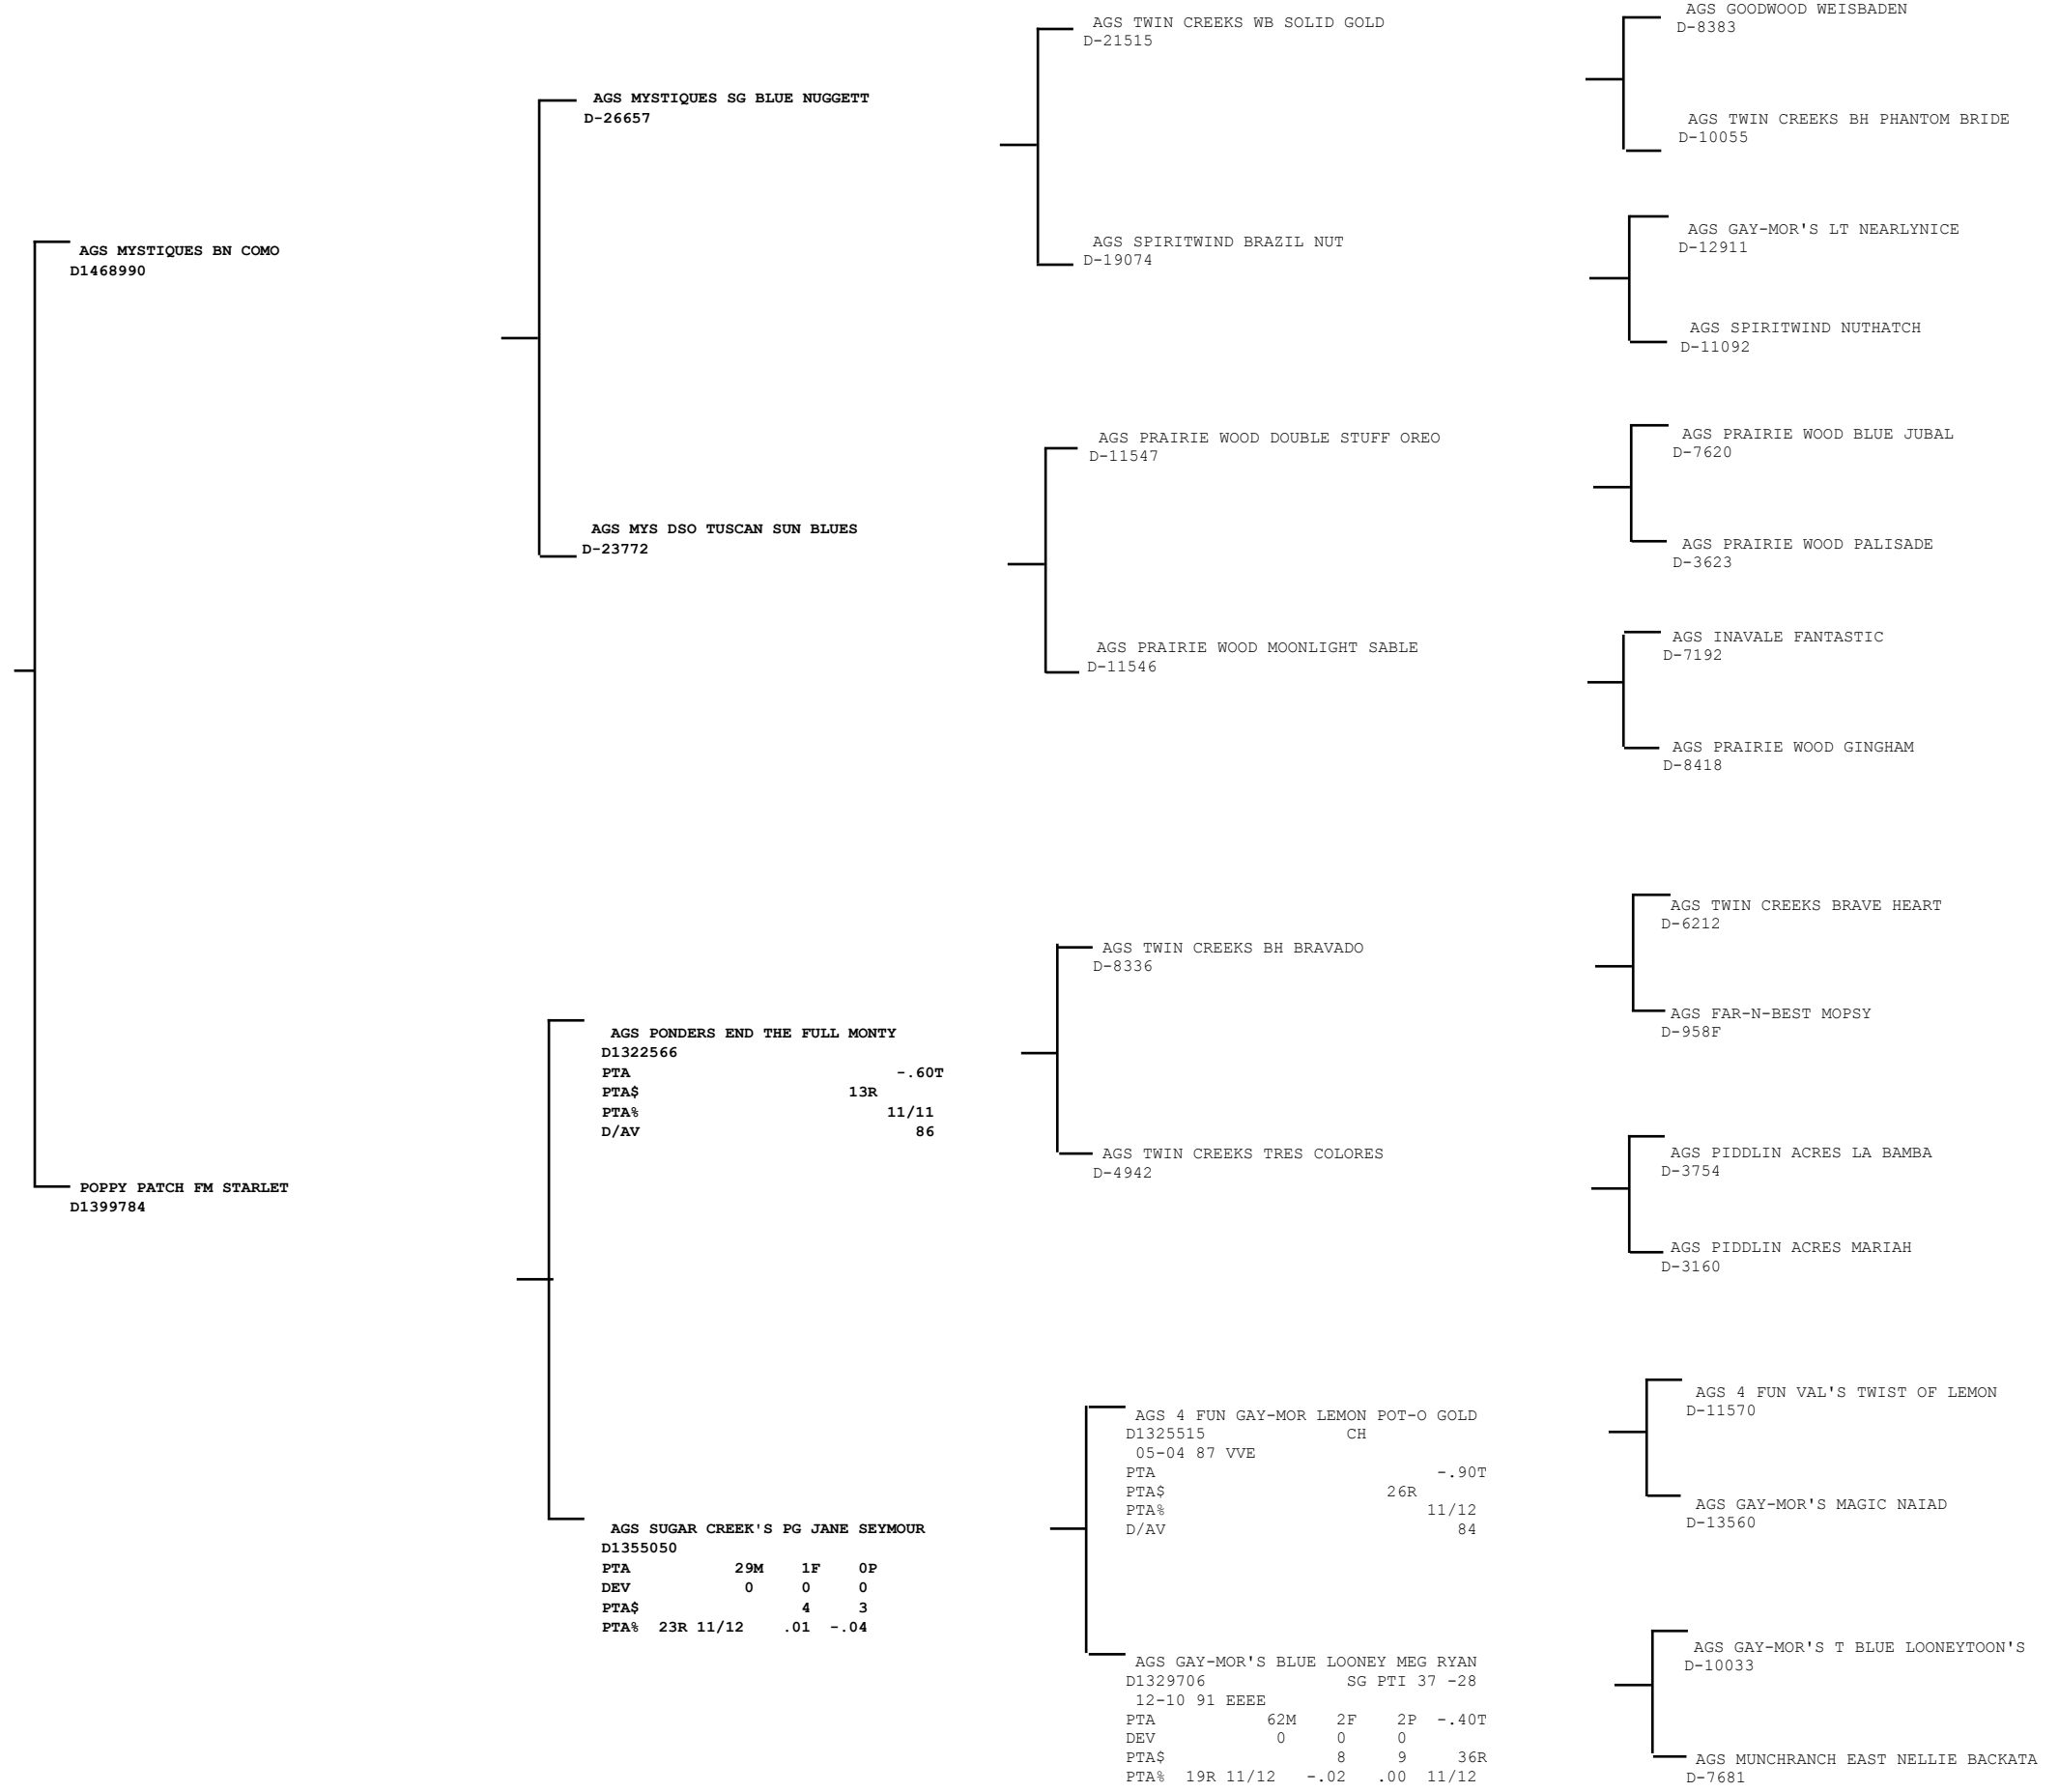 AGS MYSTIQUES BN COMO
D1468990
POPPY PATCH FM STARLET
D1399784
AGS MYSTIQUES SG BLUE NUGGETT
D-26657
AGS MYS DSO TUSCAN SUN BLUES
D-23772
AGS PONDERS END THE FULL MONTY
D1322566
PTA -.60T
PTA$ 13R
PTA% 11/11
D/AV 86
AGS SUGAR CREEK'S PG JANE SEYMOUR
D1355050
PTA 29M 1F 0P
DEV 0 0 0
PTA$ 4 3
PTA% 23R 11/12 .01 -.04
AGS TWIN CREEKS WB SOLID GOLD
D-21515
AGS SPIRITWIND BRAZIL NUT
D-19074
AGS PRAIRIE WOOD DOUBLE STUFF OREO
D-11547
AGS PRAIRIE WOOD MOONLIGHT SABLE
D-11546
AGS TWIN CREEKS BH BRAVADO
D-8336
AGS TWIN CREEKS TRES COLORES
D-4942
AGS 4 FUN GAY-MOR LEMON POT-O GOLD
D1325515 CH
05-04 87 VVE
PTA -.90T
PTA$ 26R
PTA% 11/12
D/AV 84
AGS GAY-MOR'S BLUE LOONEY MEG RYAN
D1329706 SG PTI 37 -28
12-10 91 EEEE
PTA 62M 2F 2P -.40T
DEV 0 0 0
PTA$ 8 9 36R
PTA% 19R 11/12 -.02 .00 11/12
AGS GOODWOOD WEISBADEN
D-8383
AGS TWIN CREEKS BH PHANTOM BRIDE
D-10055
AGS GAY-MOR'S LT NEARLYNICE
D-12911
AGS SPIRITWIND NUTHATCH
D-11092
AGS PRAIRIE WOOD BLUE JUBAL
D-7620
AGS PRAIRIE WOOD PALISADE
D-3623
AGS INAVALE FANTASTIC
D-7192
AGS PRAIRIE WOOD GINGHAM
D-8418
AGS TWIN CREEKS BRAVE HEART
D-6212
AGS FAR-N-BEST MOPSY
D-958F
AGS PIDDLIN ACRES LA BAMBA
D-3754
AGS PIDDLIN ACRES MARIAH
D-3160
AGS 4 FUN VAL'S TWIST OF LEMON
D-11570
AGS GAY-MOR'S MAGIC NAIAD
D-13560
AGS GAY-MOR'S T BLUE LOONEYTOON'S
D-10033
AGS MUNCHRANCH EAST NELLIE BACKATA
D-7681